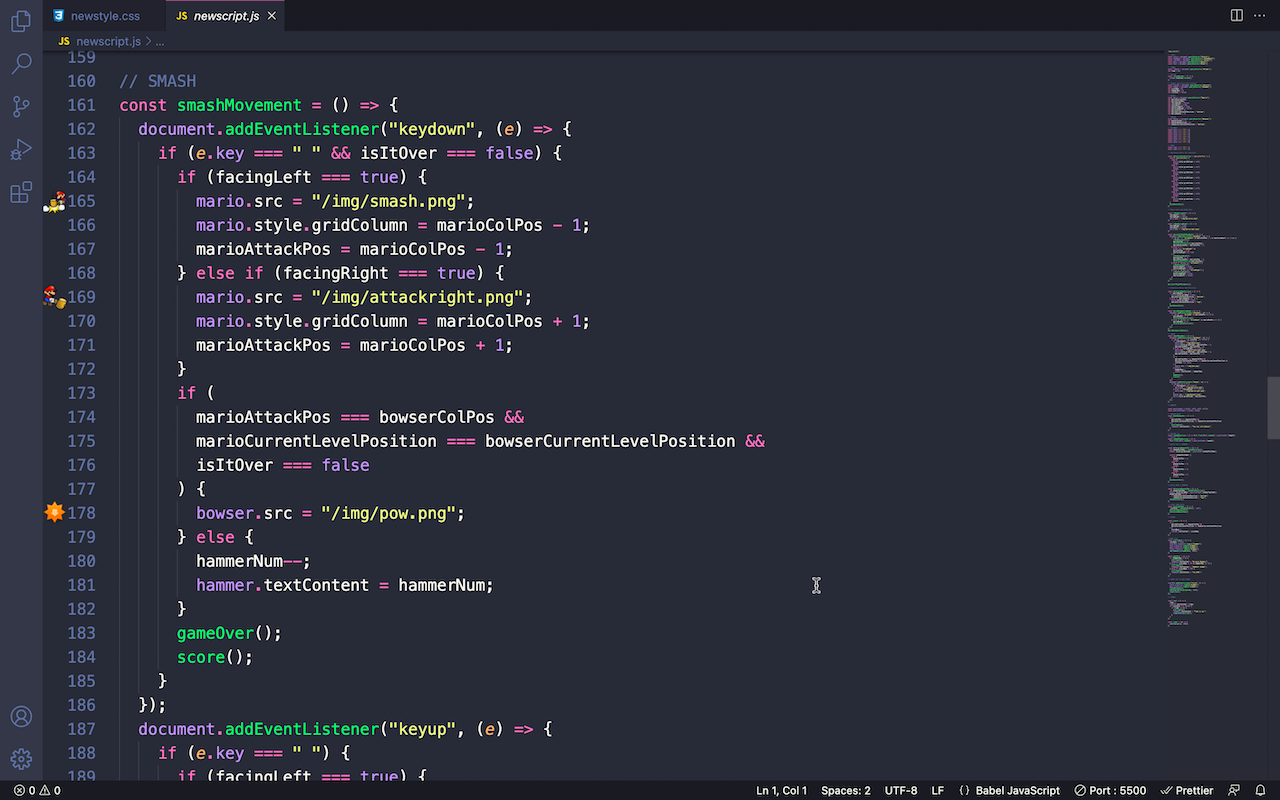 newstyle.css
JS newscript.js
JS newscript.js > ...
159
160 // SMASH
161 const smashMovement = () => {
162 document.addEventListener("keydown", (e) => {
163 if (e.key === " " && isItOver === false) {
164 if (facingLeft === true) {
165 mario.src = "/img/smash.png";
166 mario.style.gridColumn = marioColPos - 1;
167 marioAttackPos = marioColPos - 1;
168 } else if (facingRight === true) {
169 mario.src = "/img/attackright.png";
170 mario.style.gridColumn = marioColPos + 1;
171 marioAttackPos = marioColPos + 1;
172 }
173 if (
174 marioAttackPos === bowserColPos &&
175 marioCurrentLevelPosition === bowserCurrentLevelPosition &&
176 isItOver === false
177 ) {
178 bowser.src = "/img/pow.png";
179 } else {
180 hammerNum--;
181 hammer.textContent = hammerNum;
182 }
183 gameOver();
184 score();
185 }
186 });
187 document.addEventListener("keyup", (e) => {
188 if (e.key === " ") {
189 if (facingLeft === true) {
0 0 Ln 1, Col 1 Spaces: 2 UTF-8 LF {} Babel JavaScript Port : 5500 Prettier